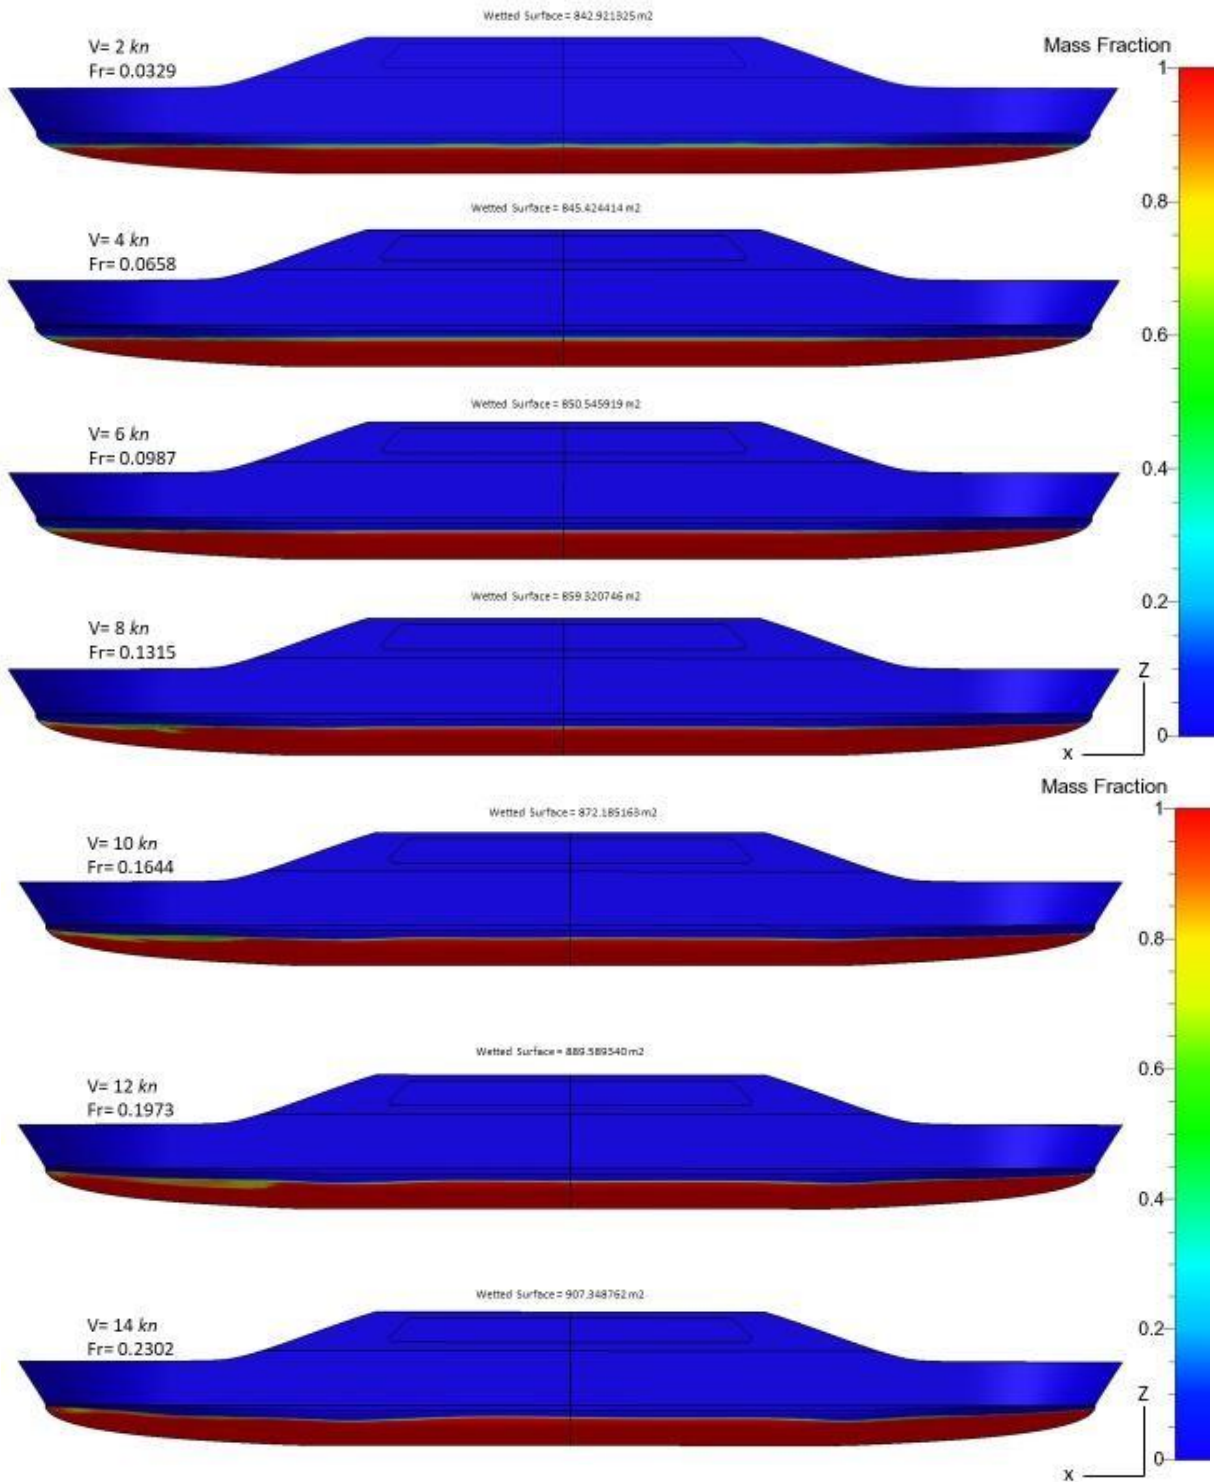 Wetted Surface = 842.921325 m2
V= 2 kn
Fr= 0.0329
Mass Fraction
1
Wetted Surface = 845.424414 m2
0.8
V= 4 kn
Fr= 0.0658
0.6
Wetted Surface = 850.545919 m2
V= 6 kn
Fr= 0.0987
0.4
Wetted Surface = 859.320746 m2
0.2
V= 8 kn
Fr= 0.1315
Z
0
X
Mass Fraction
1
Wetted Surface = 872.185163 m2
V= 10 kn
Fr= 0.1644
0.8
Wetted Surface = 889.589340 m2
0.6
V= 12 kn
Fr= 0.1973
0.4
Wetted Surface = 907.348762 m2
V= 14 kn
Fr= 0.2302
0.2
Z
0
X